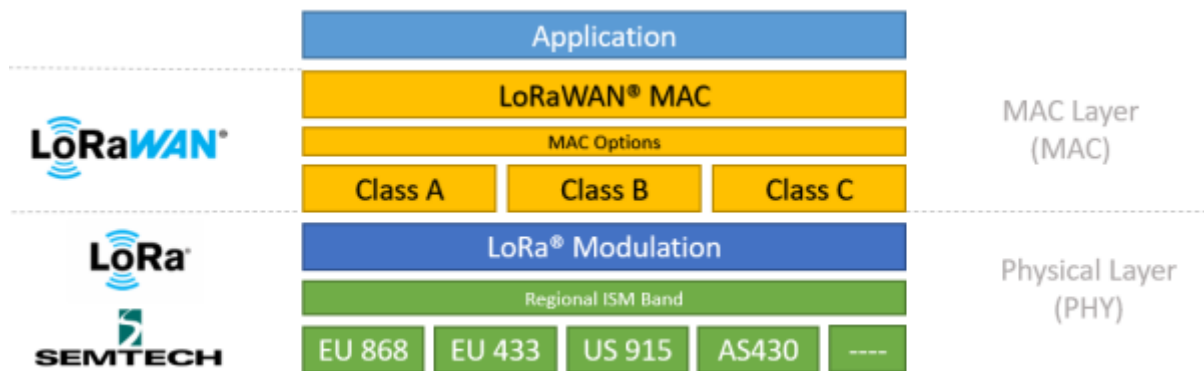 Application
LoRaWAN® MAC
MAC Options
Class A Class B Class C
LoRa® Modulation
Regional ISM Band
EU 868 EU 433 US 915 AS430 ----
LoRaWAN®
LoRa®
SEMTECH
MAC Layer
(MAC)
Physical Layer
(PHY)